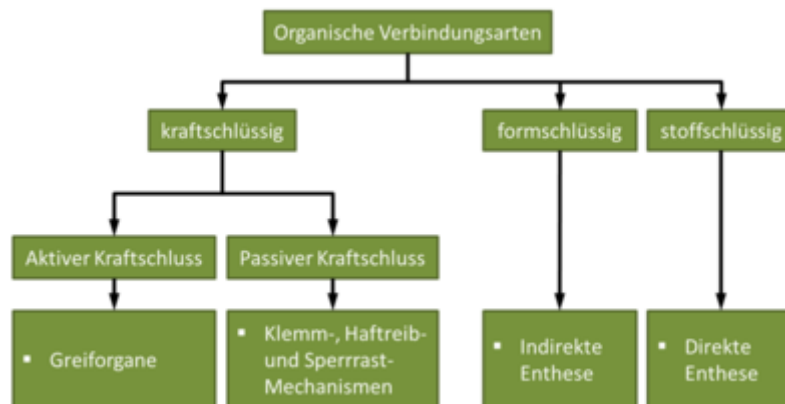 Organische Verbindungsarten
kraftschlüssig
formschlüssig
stoffschlüssig
Aktiver Kraftschluss
Passiver Kraftschluss
▪ Greiforgane
▪ Klemm-, Haftreib-
und Sperrrast-
Mechanismen
▪ Indirekte
Enthese
▪ Direkte
Enthese